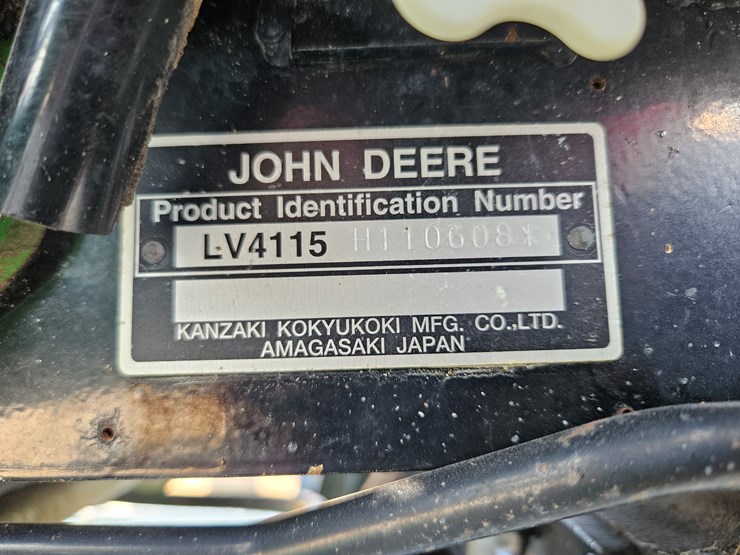 JOHN DEERE
Product Identification Number
LV4115 H110608*
KANZAKI KOKYUKOKI MFG. CO.,LTD.
AMAGASAKI JAPAN